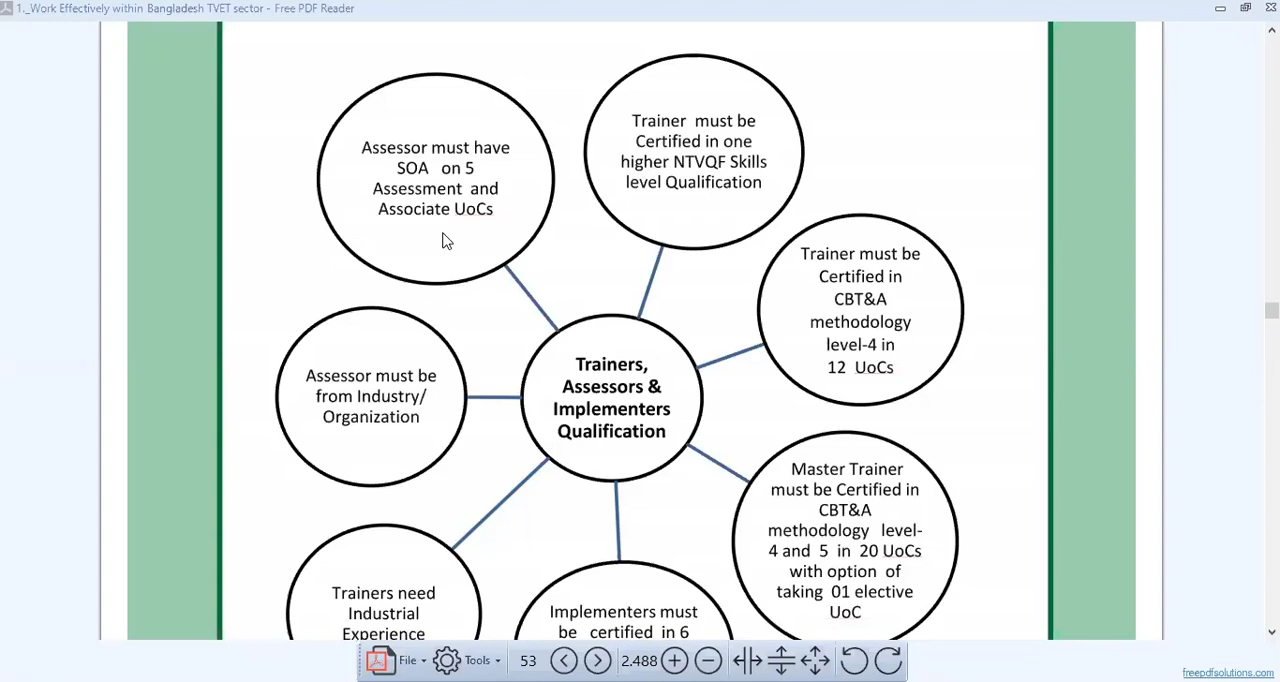 1._Work Effectively within Bangladesh TVET sector - Free PDF Reader
Assessor must have
SOA on 5
Assessment and
Associate UoCs
Trainer must be
Certified in one
higher NTVQF Skills
level Qualification
Trainer must be
Certified in
CBT&A
methodology
level-4 in
12 UoCs
Assessor must be
from Industry/
Organization
Trainers,
Assessors &
Implementers
Qualification
Master Trainer
must be Certified in
CBT&A
methodology level-
4 and 5 in 20 UoCs
with option of
taking 01 elective
UoC
Trainers need
Industrial
Experience
Implementers must
be certified in 6
File Tools 53 2.488
freepdfsolutions.com